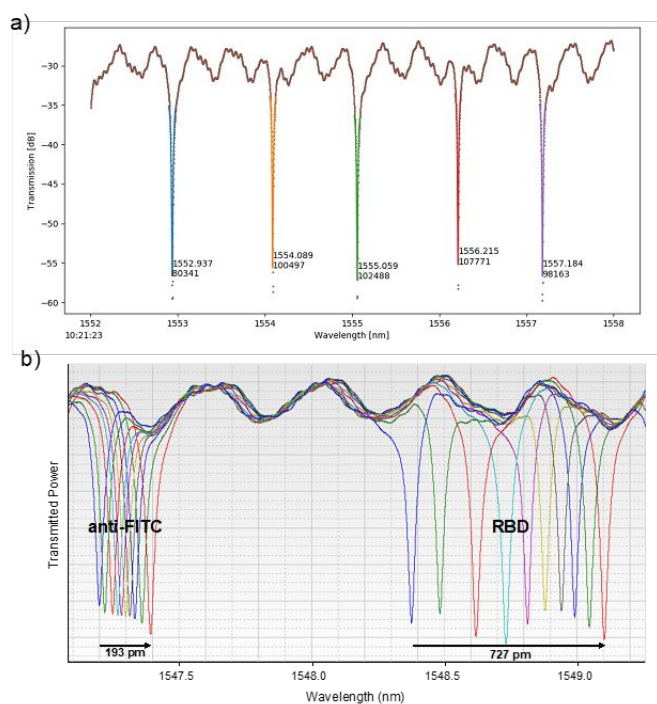 a)
Transmission [dB]
−30
−35
−40
−45
−50
−55
−60
1552.937
80341
1554.089
100497
1555.059
102488
1556.215
107771
1557.184
98163
1552
1553
1554
1555
1556
1557
1558
10:21:23
Wavelength [nm]
b)
Transmitted Power
anti-FITC
RBD
193 pm
727 pm
1547.5
1548.0
1548.5
1549.0
Wavelength (nm)